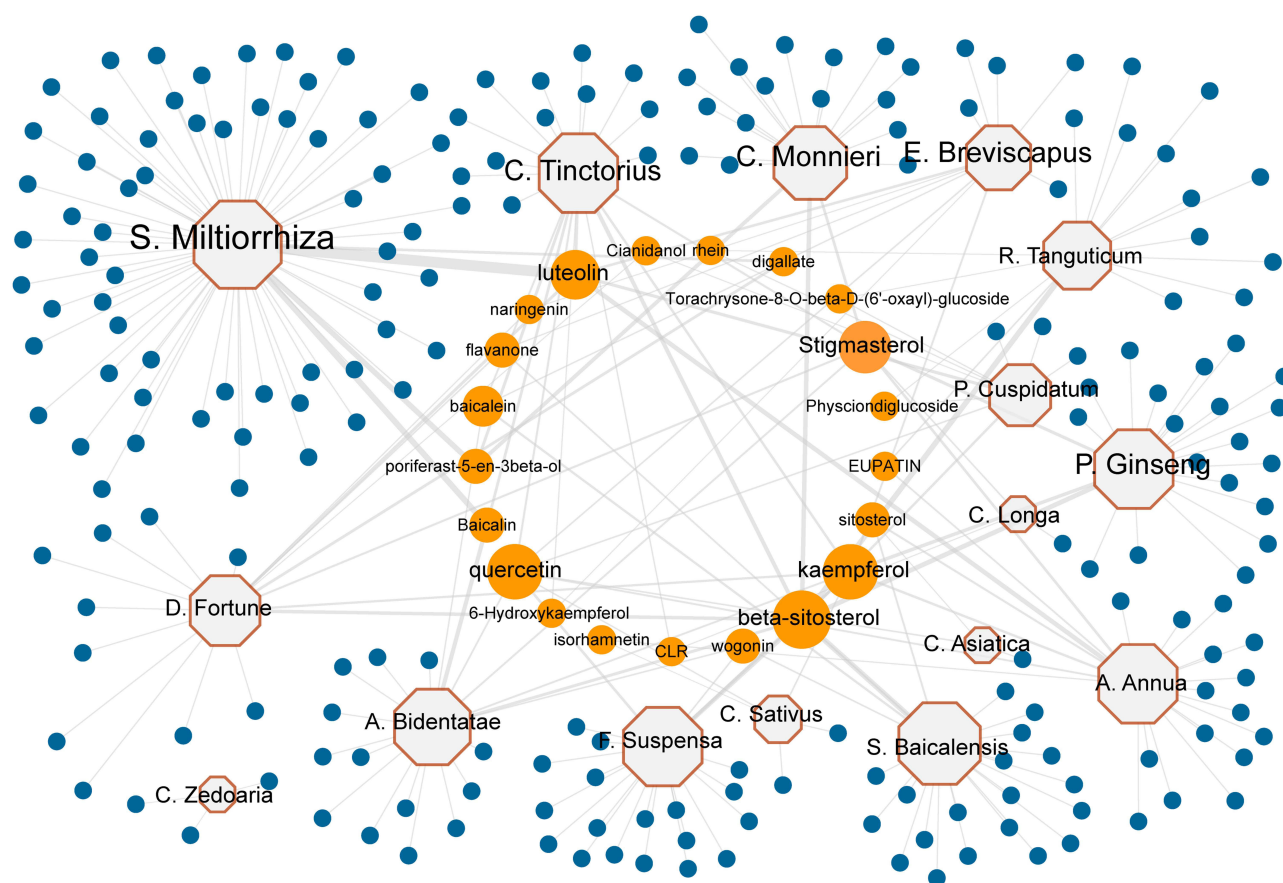 C. Tinctorius
C. Monnieri
E. Breviscapus
S. Miltiorrhiza
Cianidanol
rhein
digallate
R. Tanguticum
luteolin
Torachrysone-8-O-beta-D-(6'-oxayl)-glucoside
naringenin
Stigmasterol
flavanone
P. Cuspidatum
baicalein
Physciondiglucoside
poriferast-5-en-3beta-ol
EUPATIN
P. Ginseng
Baicalin
sitosterol
C. Longa
quercetin
kaempferol
D. Fortune
6-Hydroxykaempferol
beta-sitosterol
isorhamnetin
CLR
wogonin
C. Asiatica
A. Annua
A. Bidentatae
C. Sativus
F. Suspensa
S. Baicalensis
C. Zedoaria